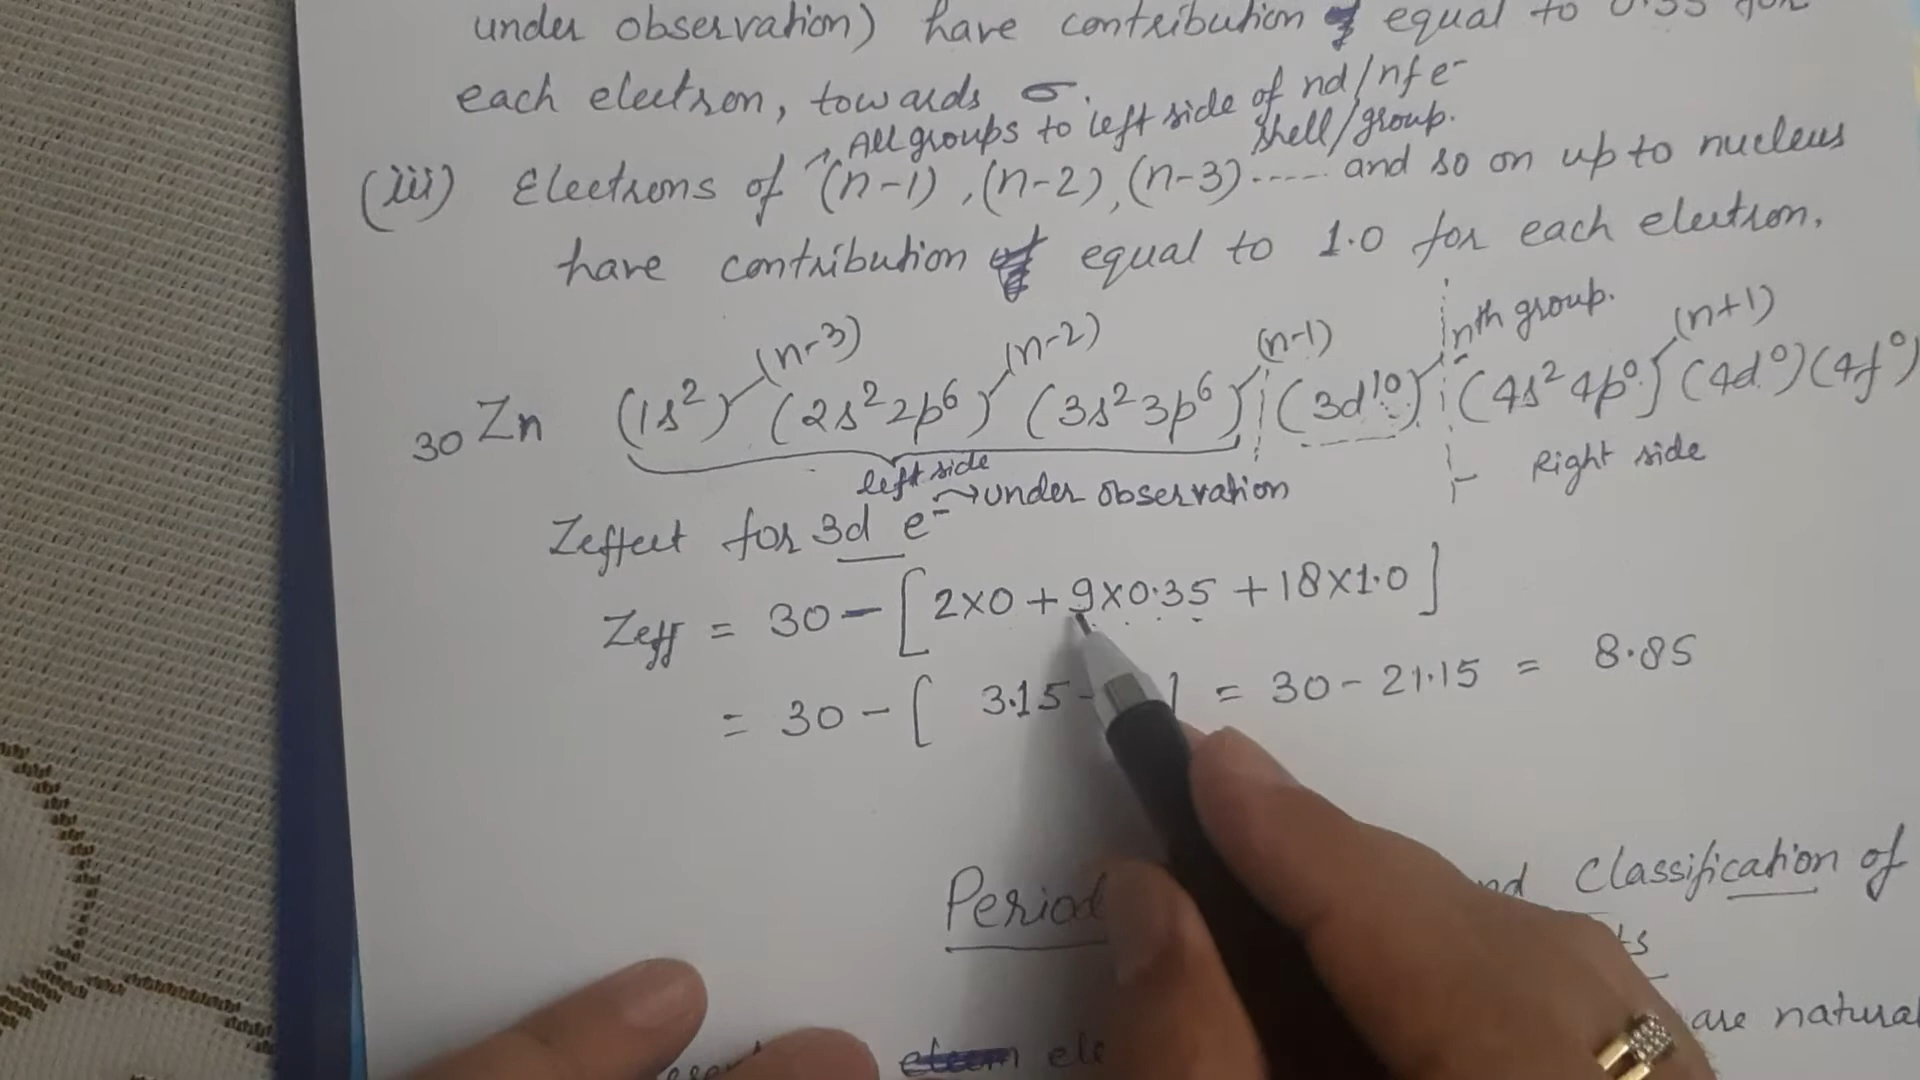 under observation) have contribution equal to 0.35 for
each electron, towards σ.
All groups to left side of nd/nf e⁻
shell/group.
(iii) Electrons of (n-1), (n-2), (n-3)..... and so on up to nucleus
have contribution equal to 1.0 for each electron.
(n-3) (n-2) (n-1) nth group. (n+1)
₃₀Zn (1s²) (2s²2p⁶) (3s²3p⁶) (3d¹⁰) (4s²4p⁰) (4d⁰)(4f⁰)
left side Right side
Zeffect for 3d e⁻ → under observation
Zeff = 30 - [2×0 + 9×0.35 + 18×1.0]
= 30 - [ 3.15 ] = 30 - 21.15 = 8.85
Classification of
are natural